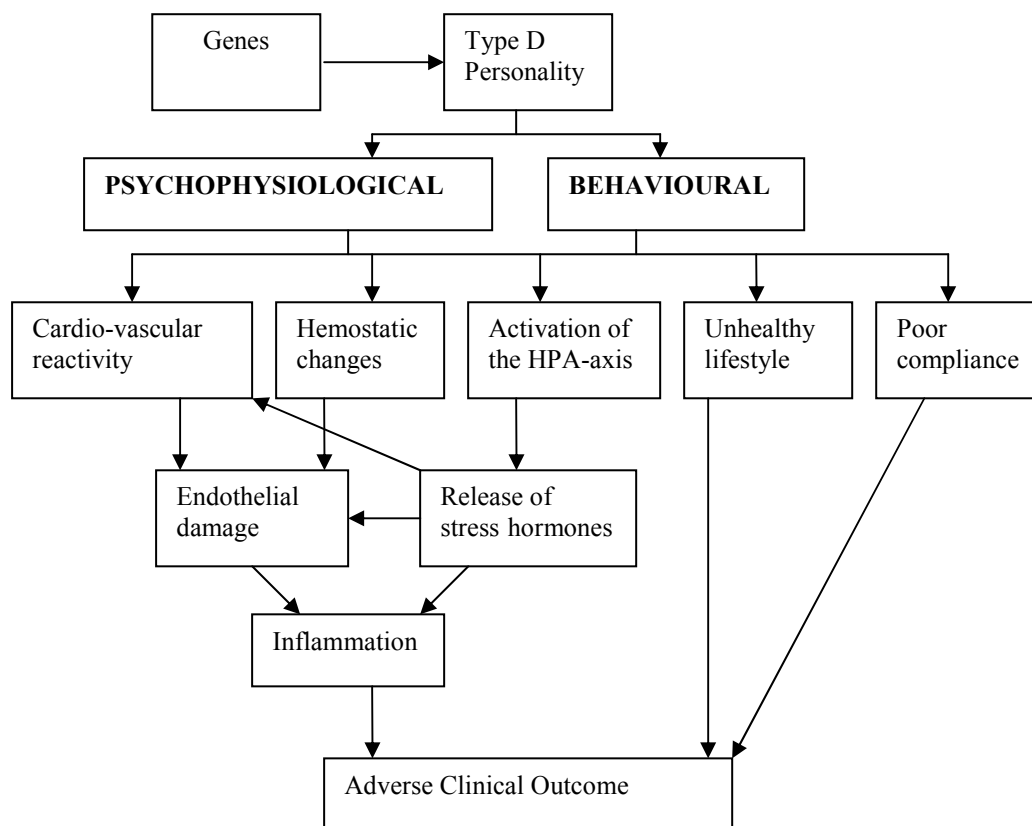 Genes
Type D
Personality
PSYCHOPHYSIOLOGICAL
BEHAVIOURAL
Cardio-vascular
reactivity
Hemostatic
changes
Activation of
the HPA-axis
Unhealthy
lifestyle
Poor
compliance
Endothelial
damage
Release of
stress hormones
Inflammation
Adverse Clinical Outcome